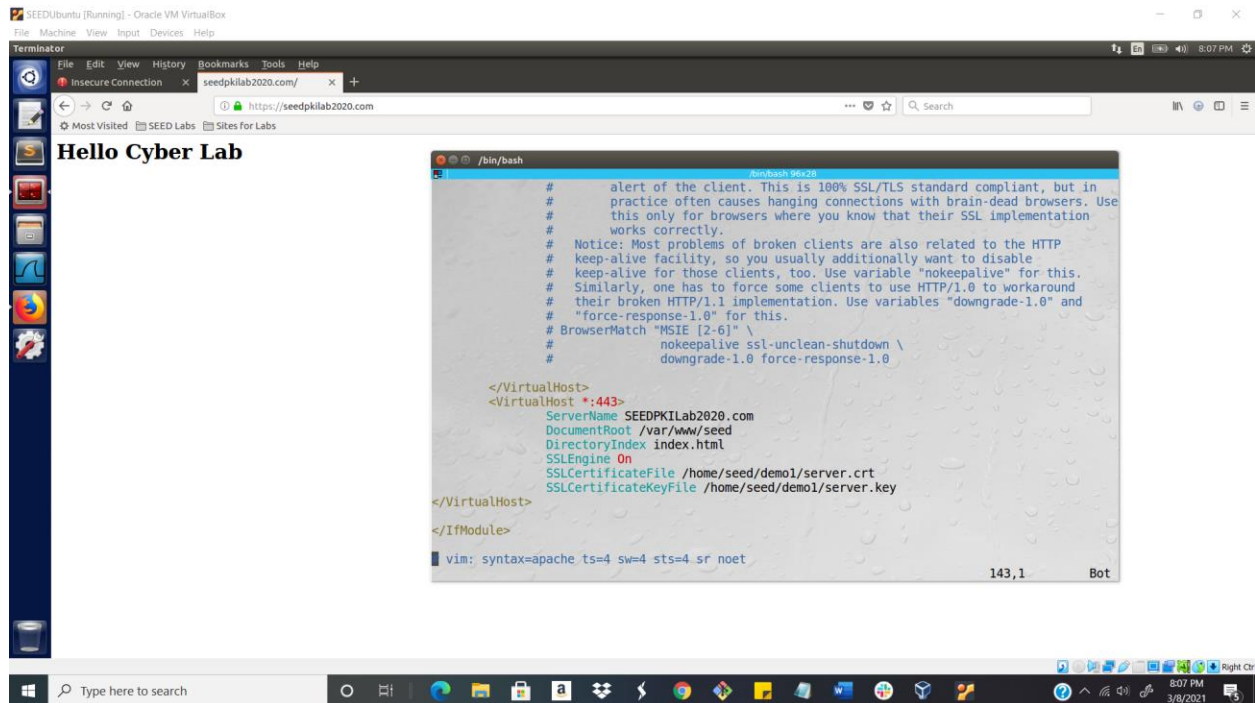 SEEDUbuntu [Running] - Oracle VM VirtualBox
File Machine View Input Devices Help
Terminator
En
8:07 PM
File Edit View History Bookmarks Tools Help
Insecure Connection
seedpkilab2020.com/
https://seedpkilab2020.com
Search
Most Visited
SEED Labs
Sites for Labs
Hello Cyber Lab
/bin/bash
/bin/bash 96x28
# alert of the client. This is 100% SSL/TLS standard compliant, but in
# practice often causes hanging connections with brain-dead browsers. Use
# this only for browsers where you know that their SSL implementation
# works correctly.
# Notice: Most problems of broken clients are also related to the HTTP
# keep-alive facility, so you usually additionally want to disable
# keep-alive for those clients, too. Use variable "nokeepalive" for this.
# Similarly, one has to force some clients to use HTTP/1.0 to workaround
# their broken HTTP/1.1 implementation. Use variables "downgrade-1.0" and
# "force-response-1.0" for this.
# BrowserMatch "MSIE [2-6]" \
# nokeepalive ssl-unclean-shutdown \
# downgrade-1.0 force-response-1.0
</VirtualHost>
<VirtualHost *:443>
ServerName SEEDPKILab2020.com
DocumentRoot /var/www/seed
DirectoryIndex index.html
SSLEngine On
SSLCertificateFile /home/seed/demo1/server.crt
SSLCertificateKeyFile /home/seed/demo1/server.key
</VirtualHost>
</IfModule>
vim: syntax=apache ts=4 sw=4 sts=4 sr noet
143,1 Bot
Right Ctrl
Type here to search
8:07 PM
3/8/2021